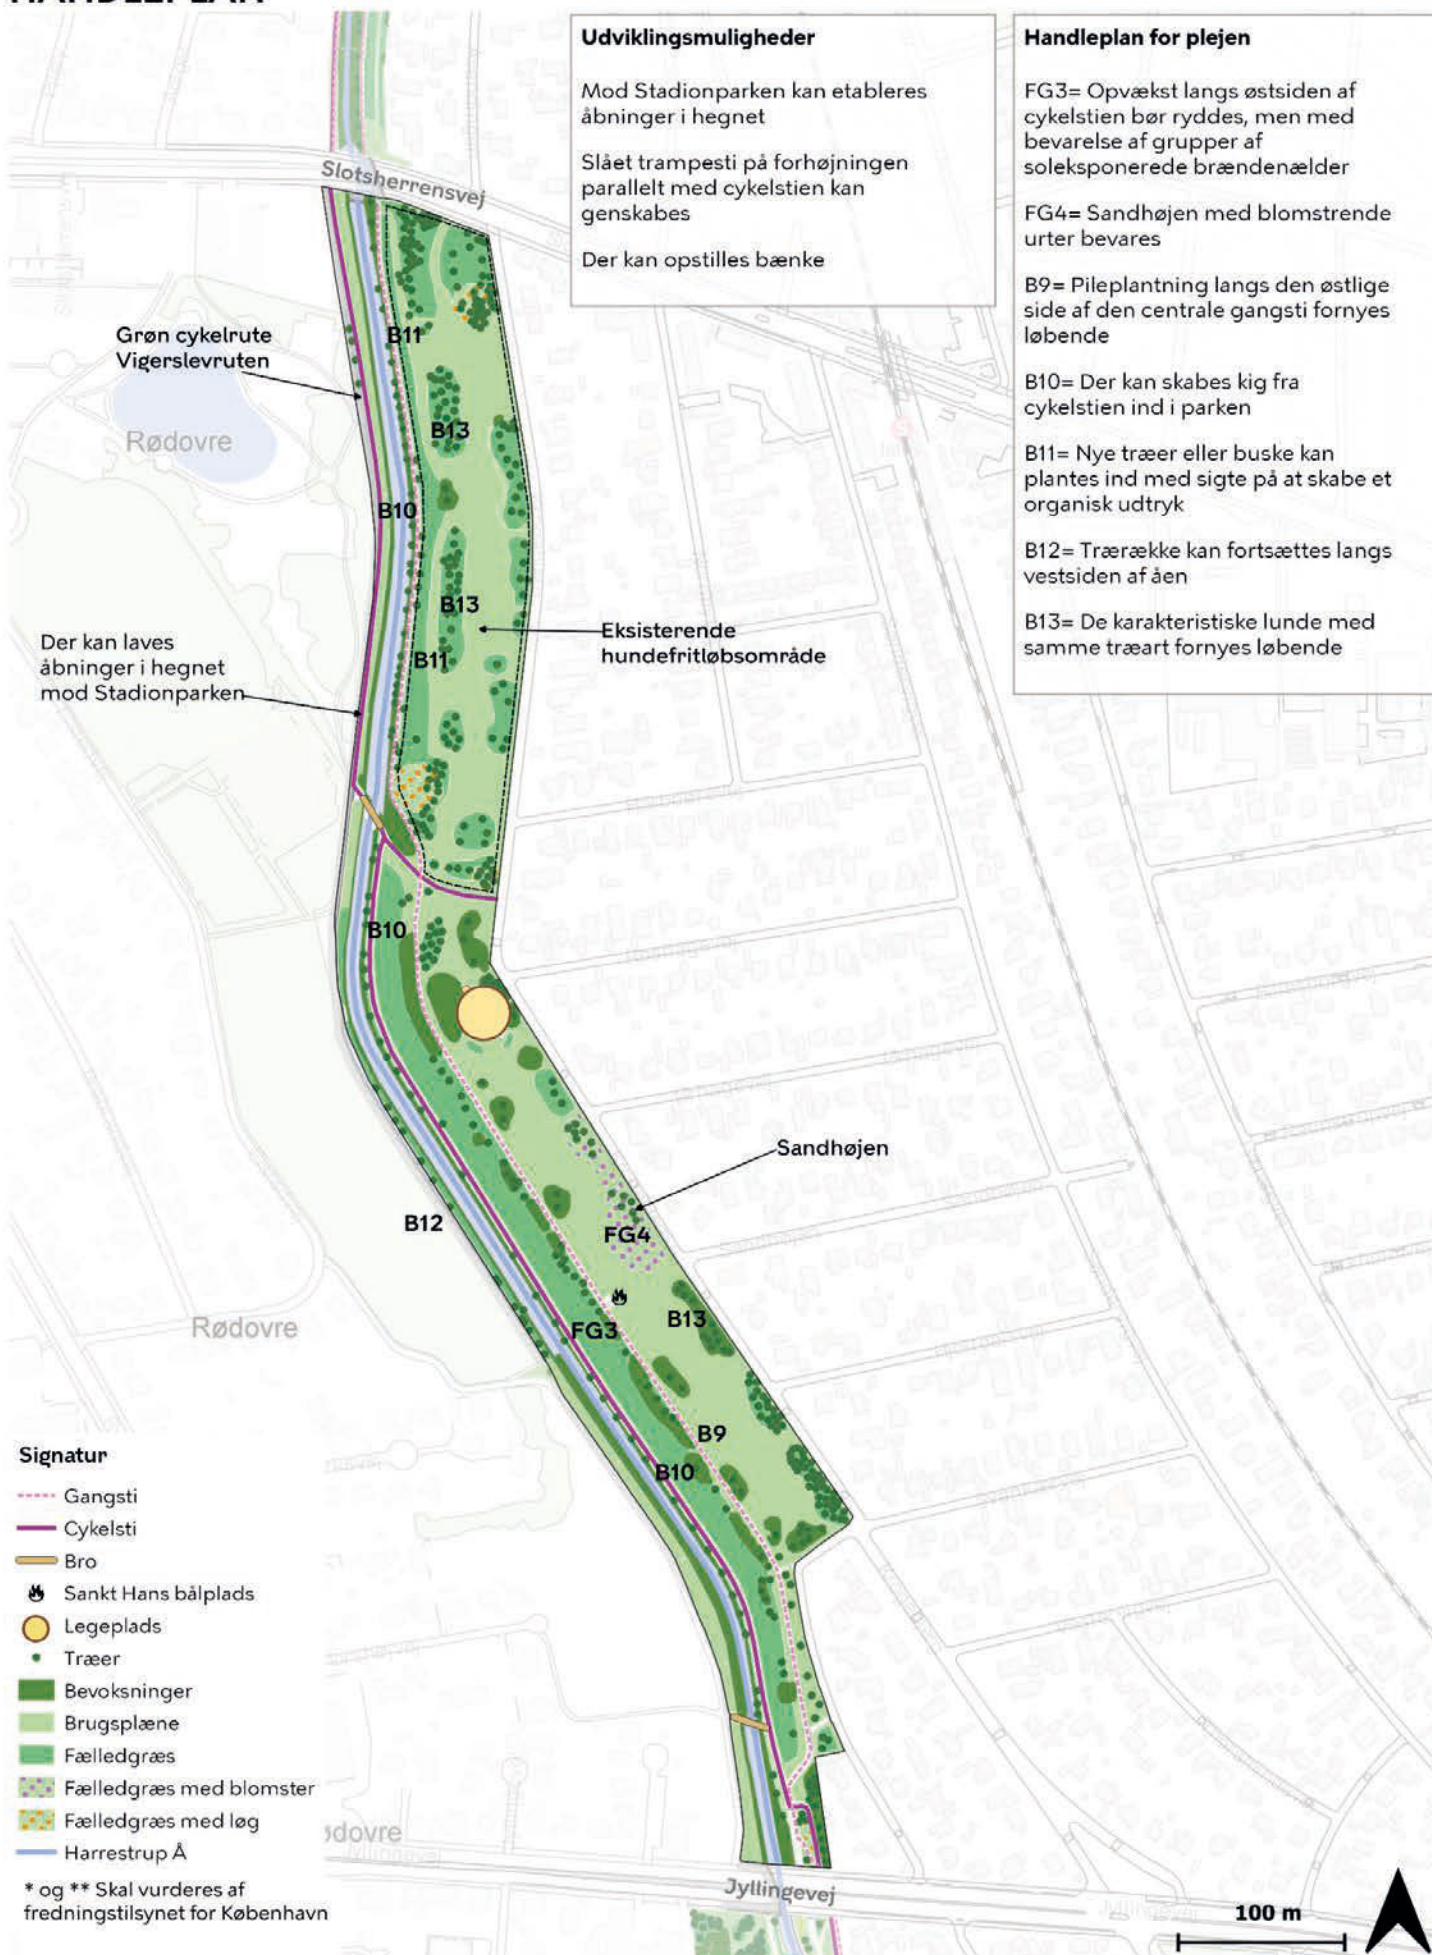 HANDLEPLAN
Udviklingsmuligheder
Mod Stadionparken kan etableres
åbninger i hegnet
Slået trampesti på forhøjningen
parallelt med cykelstien kan
genskabes
Der kan opstilles bænke
Handleplan for plejen
FG3= Opvækst langs østsiden af
cykelstien bør ryddes, men med
bevarelse af grupper af
soleksponerede brændenælder
FG4= Sandhøjen med blomstrende
urter bevares
B9= Pileplantning langs den østlige
side af den centrale gangsti fornyes
løbende
B10= Der kan skabes kig fra
cykelstien ind i parken
B11= Nye træer eller buske kan
plantes ind med sigte på at skabe et
organisk udtryk
B12= Trærække kan fortsættes langs
vestsiden af åen
B13= De karakteristiske lunde med
samme træart fornyes løbende
Slotsherrensvej
Grøn cykelrute
Vigerslevruten
B11
Rødovre
B13
B10
B13
Eksisterende
hundefritløbsområde
B11
Der kan laves
åbninger i hegnet
mod Stadionparken
B10
Sandhøjen
B12
FG4
B13
FG3
Rødovre
B9
B10
Signatur
Gangsti
Cykelsti
Bro
Sankt Hans bålplads
Legeplads
Træer
Bevoksninger
Brugsplæne
Fælledgræs
Fælledgræs med blomster
Fælledgræs med løg
Harrestrup Å
* og ** Skal vurderes af
fredningstilsynet for København
ødovre
Jyllingevej
Jyllingevej
Jyllingevej
100 m